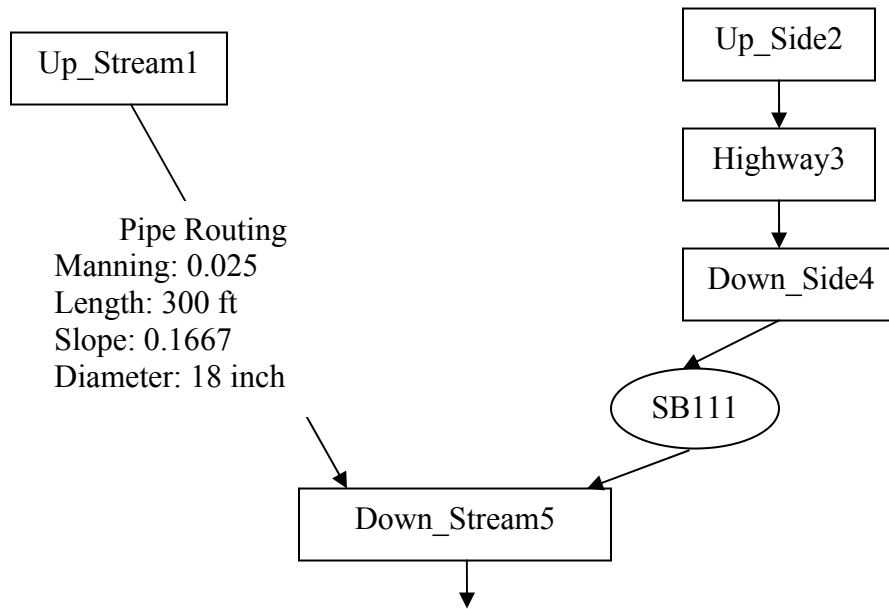 Up_Stream1
Up_Side2
Highway3
Pipe Routing
Manning: 0.025
Length: 300 ft
Slope: 0.1667
Diameter: 18 inch
Down_Side4
SB111
Down_Stream5